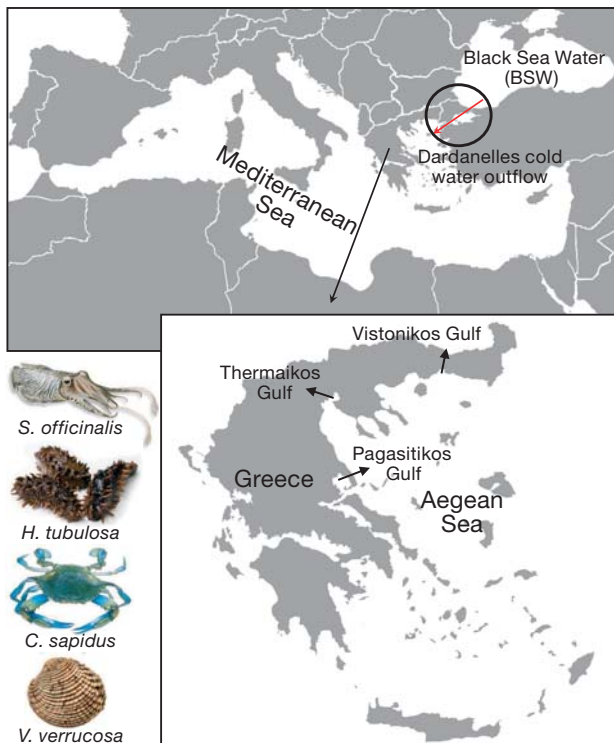 Black Sea Water
(BSW)
Dardanelles cold
water outflow
Mediterranean
Sea
Vistonikos Gulf
Thermaikos
Gulf
Pagasitikos
Gulf
Greece
Aegean
Sea
S. officinalis
H. tubulosa
C. sapidus
V. verrucosa